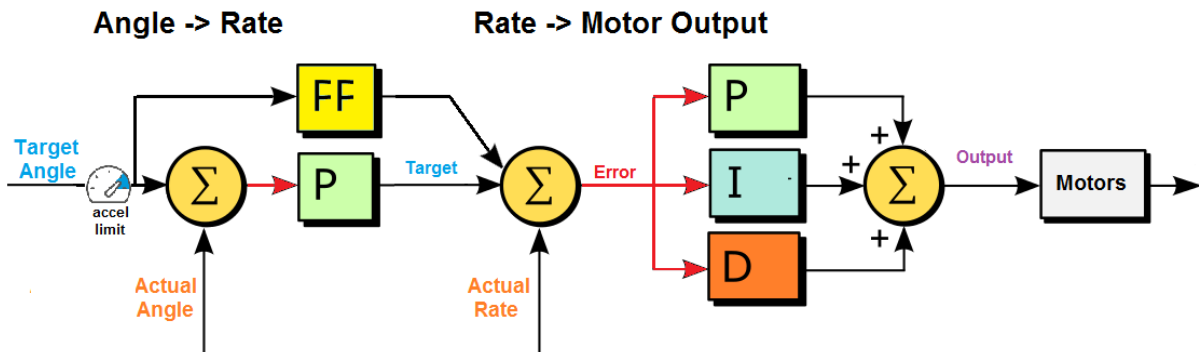 Angle -> Rate
Rate -> Motor Output
FF
P
Target
Angle
accel
limit
Σ
P
Target
Σ
Error
P
I
D
+
+
+
Σ
Output
Motors
Actual
Angle
Actual
Rate